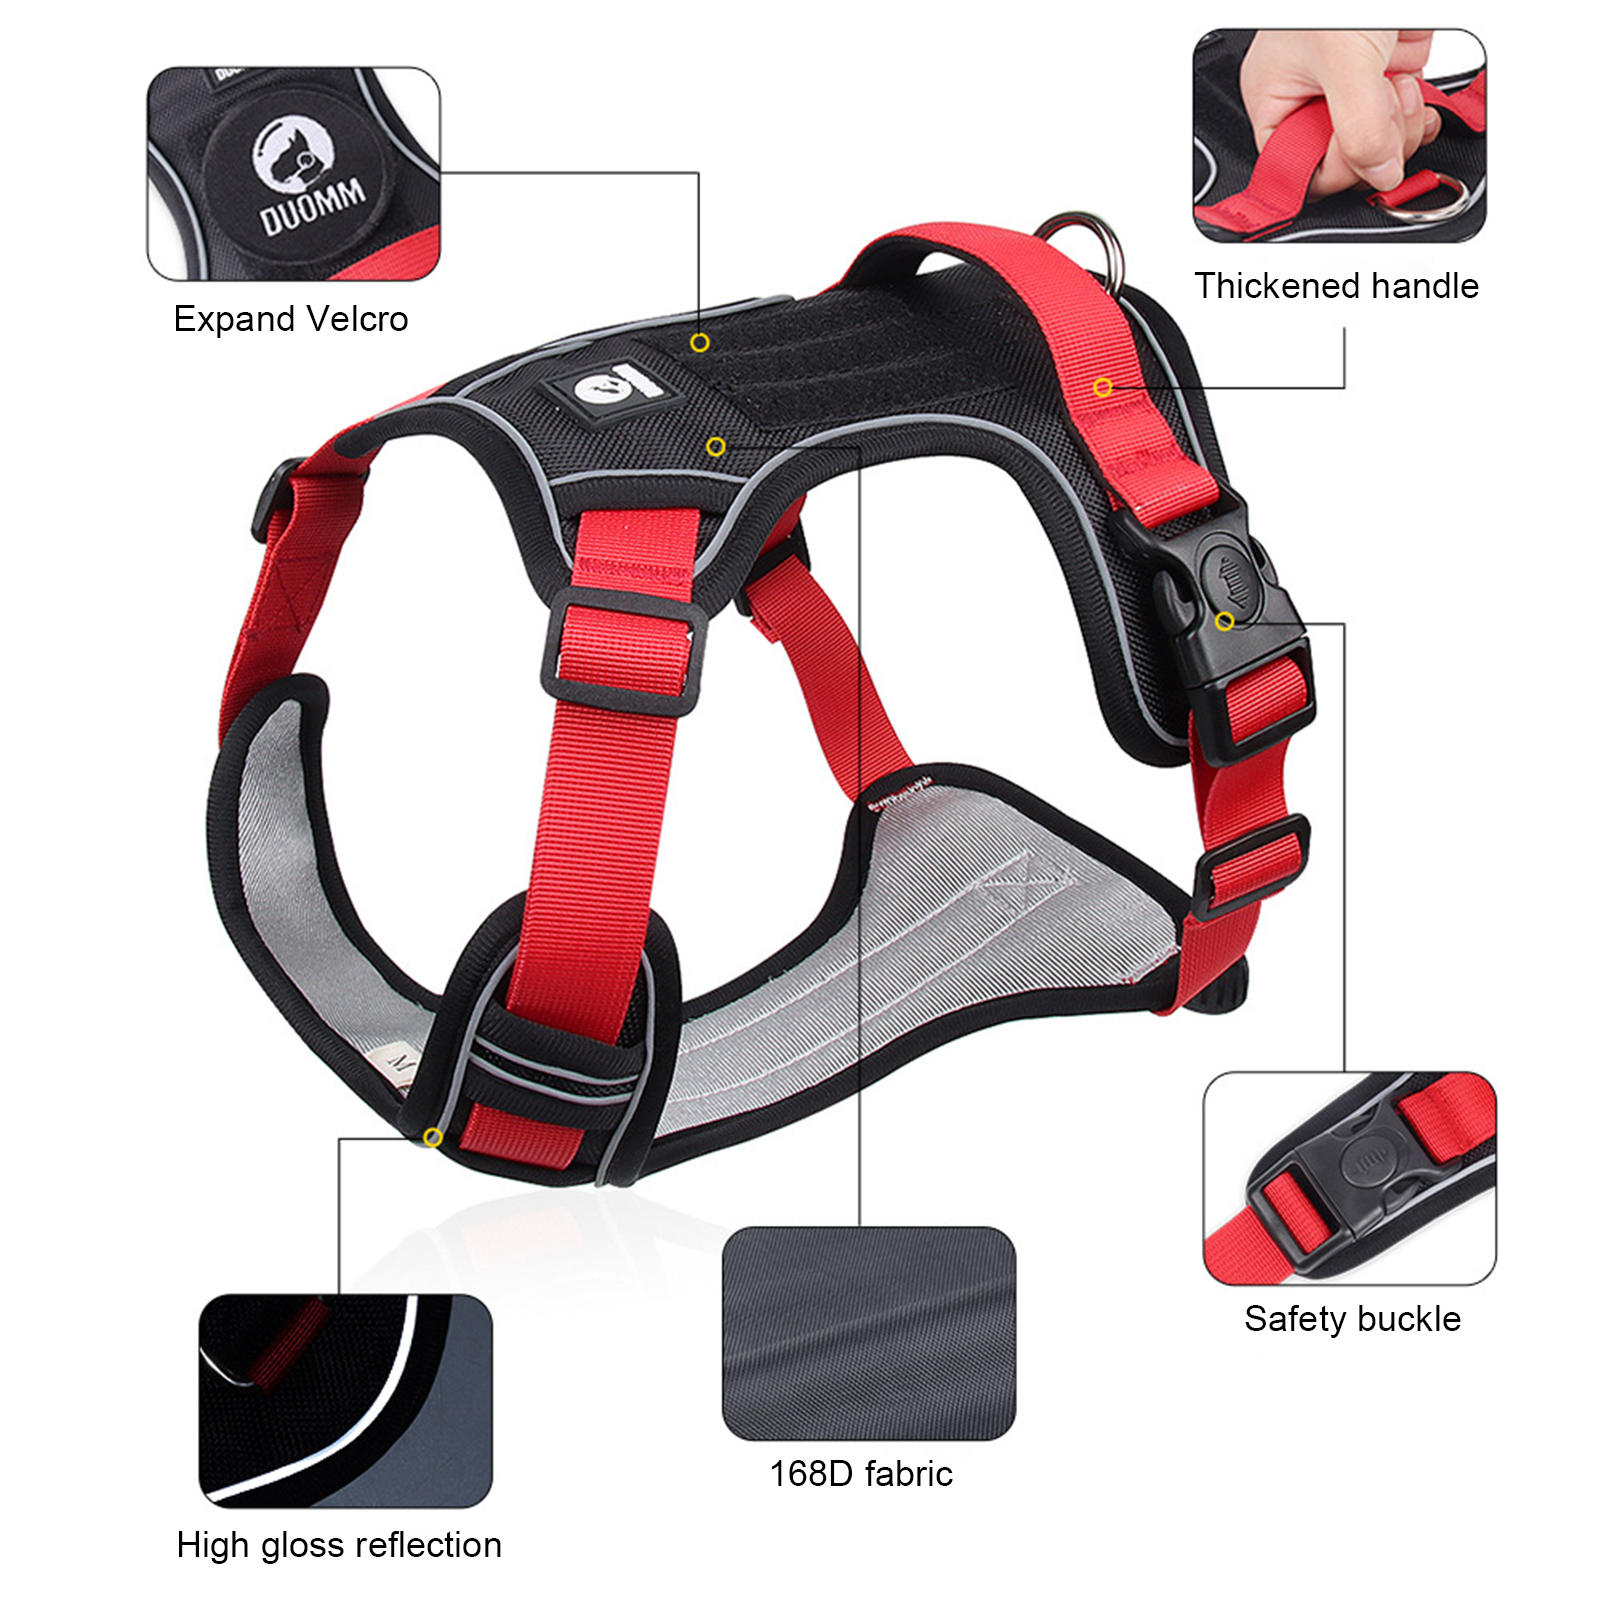 DUOMM
Expand Velcro
Thickened handle
M
Safety buckle
168D fabric
High gloss reflection